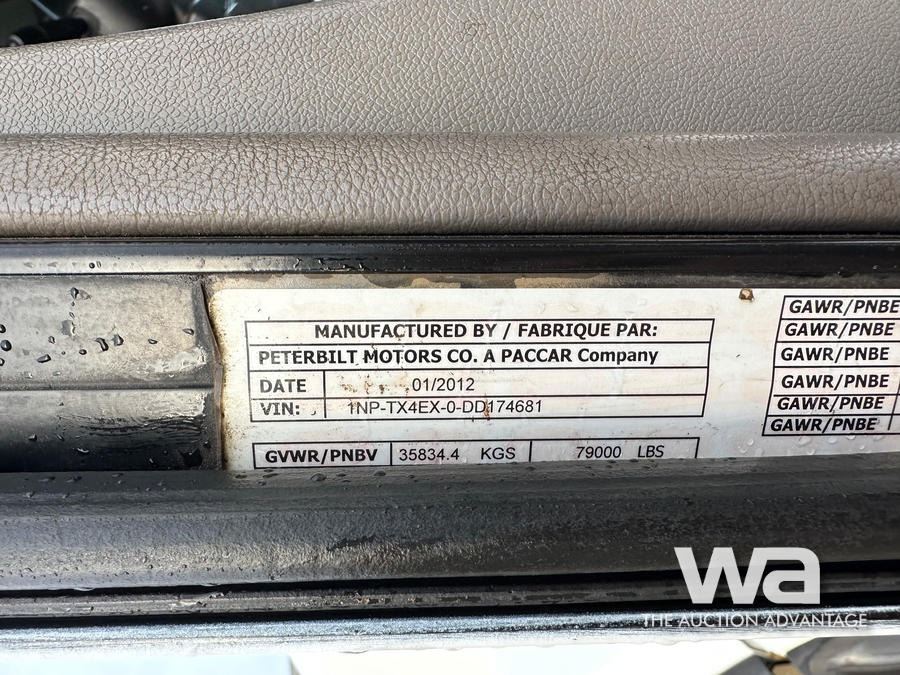 MANUFACTURED BY / FABRIQUE PAR:
PETERBILT MOTORS CO. A PACCAR Company
DATE 01/2012
VIN: 1NP-TX4EX-0-DD174681
GVWR/PNBV 35834.4 KGS 79000 LBS
GAWR/PNBE
GAWR/PNBE
GAWR/PNBE
GAWR/PNBE
GAWR/PNBE
GAWR/PNBE
wa
THE AUCTION ADVANTAGE